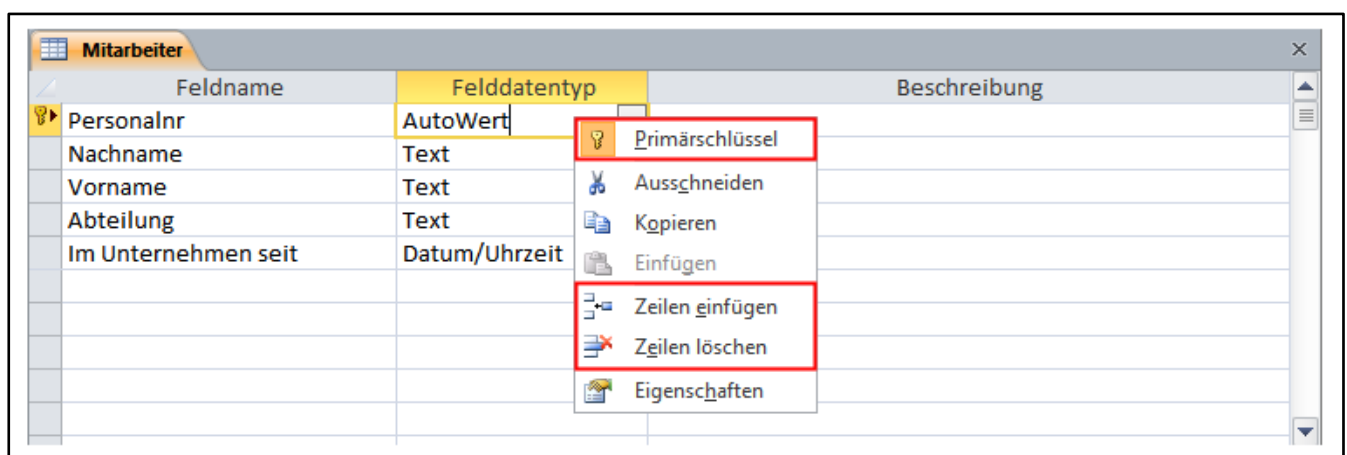 Mitarbeiter
Feldname Felddatentyp Beschreibung
Personalnr AutoWert
Nachname Text
Vorname Text
Abteilung Text
Im Unternehmen seit Datum/Uhrzeit
Primärschlüssel
Ausschneiden
Kopieren
Einfügen
Zeilen einfügen
Zeilen löschen
Eigenschaften